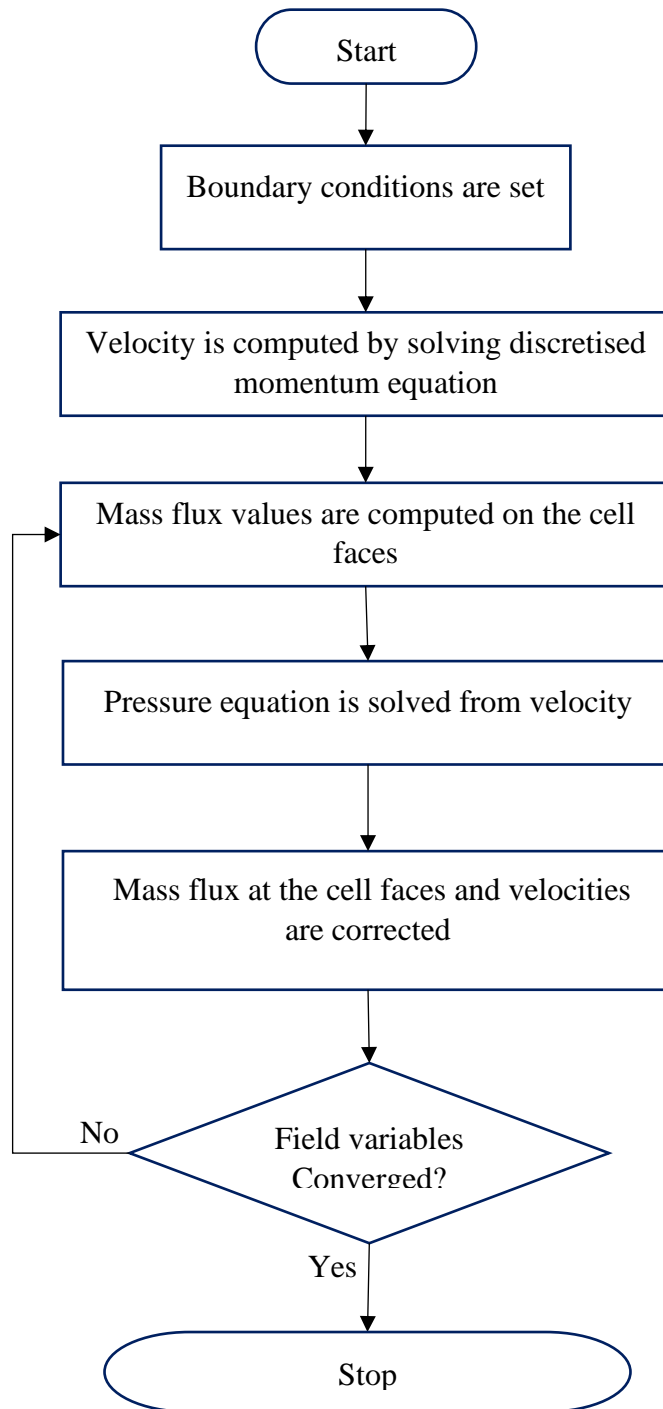 Start
Boundary conditions are set
Velocity is computed by solving discretised
momentum equation
Mass flux values are computed on the cell
faces
Pressure equation is solved from velocity
Mass flux at the cell faces and velocities
are corrected
No
Field variables
Converged?
Yes
Stop